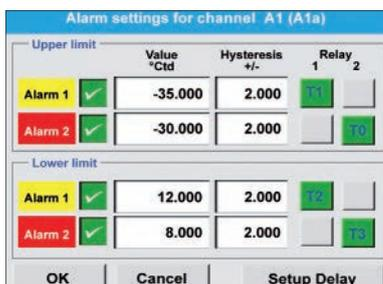 Alarm settings for channel A1 (A1a)
Upper limit
Value °Ctd Hysteresis +/- Relay 1 2
Alarm 1 -35.000 2.000 T1
Alarm 2 -30.000 2.000 T0
Lower limit
Alarm 1 12.000 2.000 T2
Alarm 2 8.000 2.000 T3
OK Cancel Setup Delay